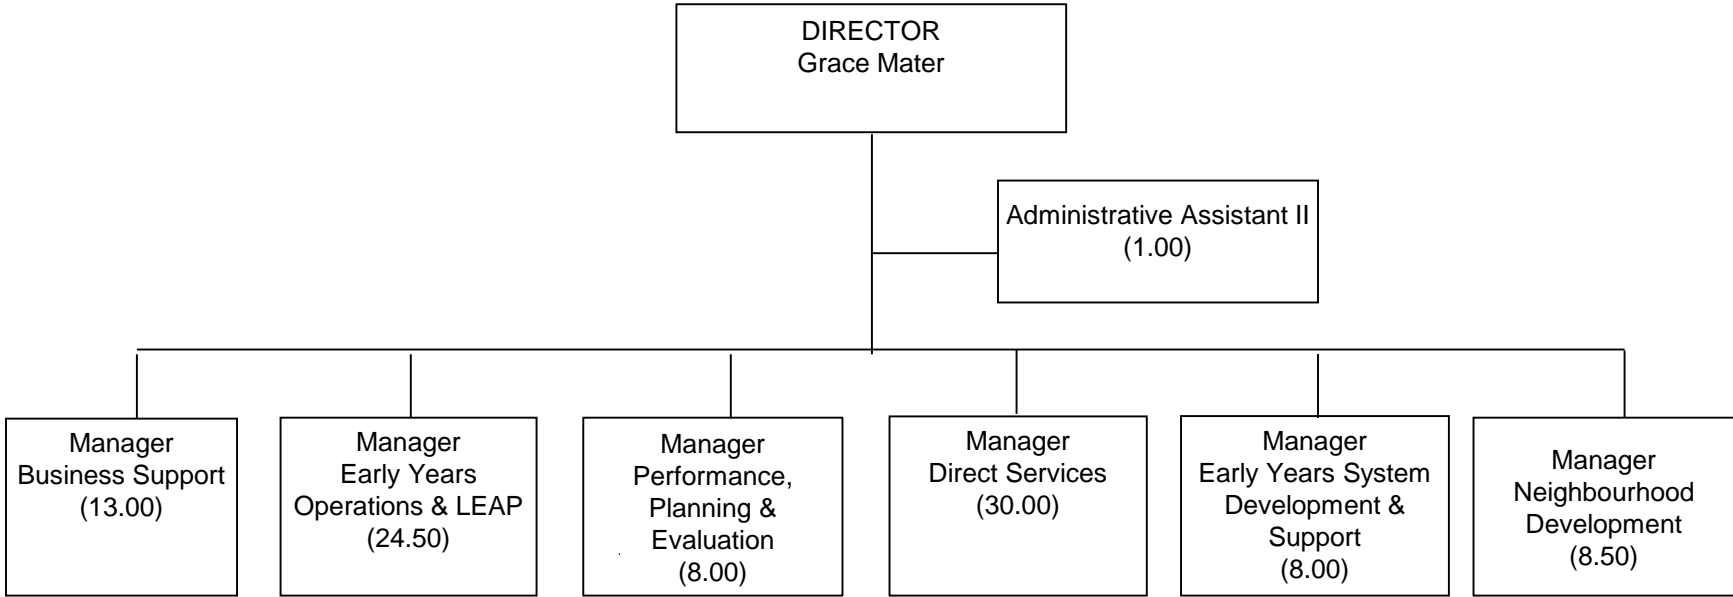 DIRECTOR
Grace Mater
Administrative Assistant II
(1.00)
Manager
Business Support
(13.00)
Manager
Early Years
Operations & LEAP
(24.50)
Manager
Performance,
Planning &
Evaluation
(8.00)
Manager
Direct Services
(30.00)
Manager
Early Years System
Development &
Support
(8.00)
Manager
Neighbourhood
Development
(8.50)